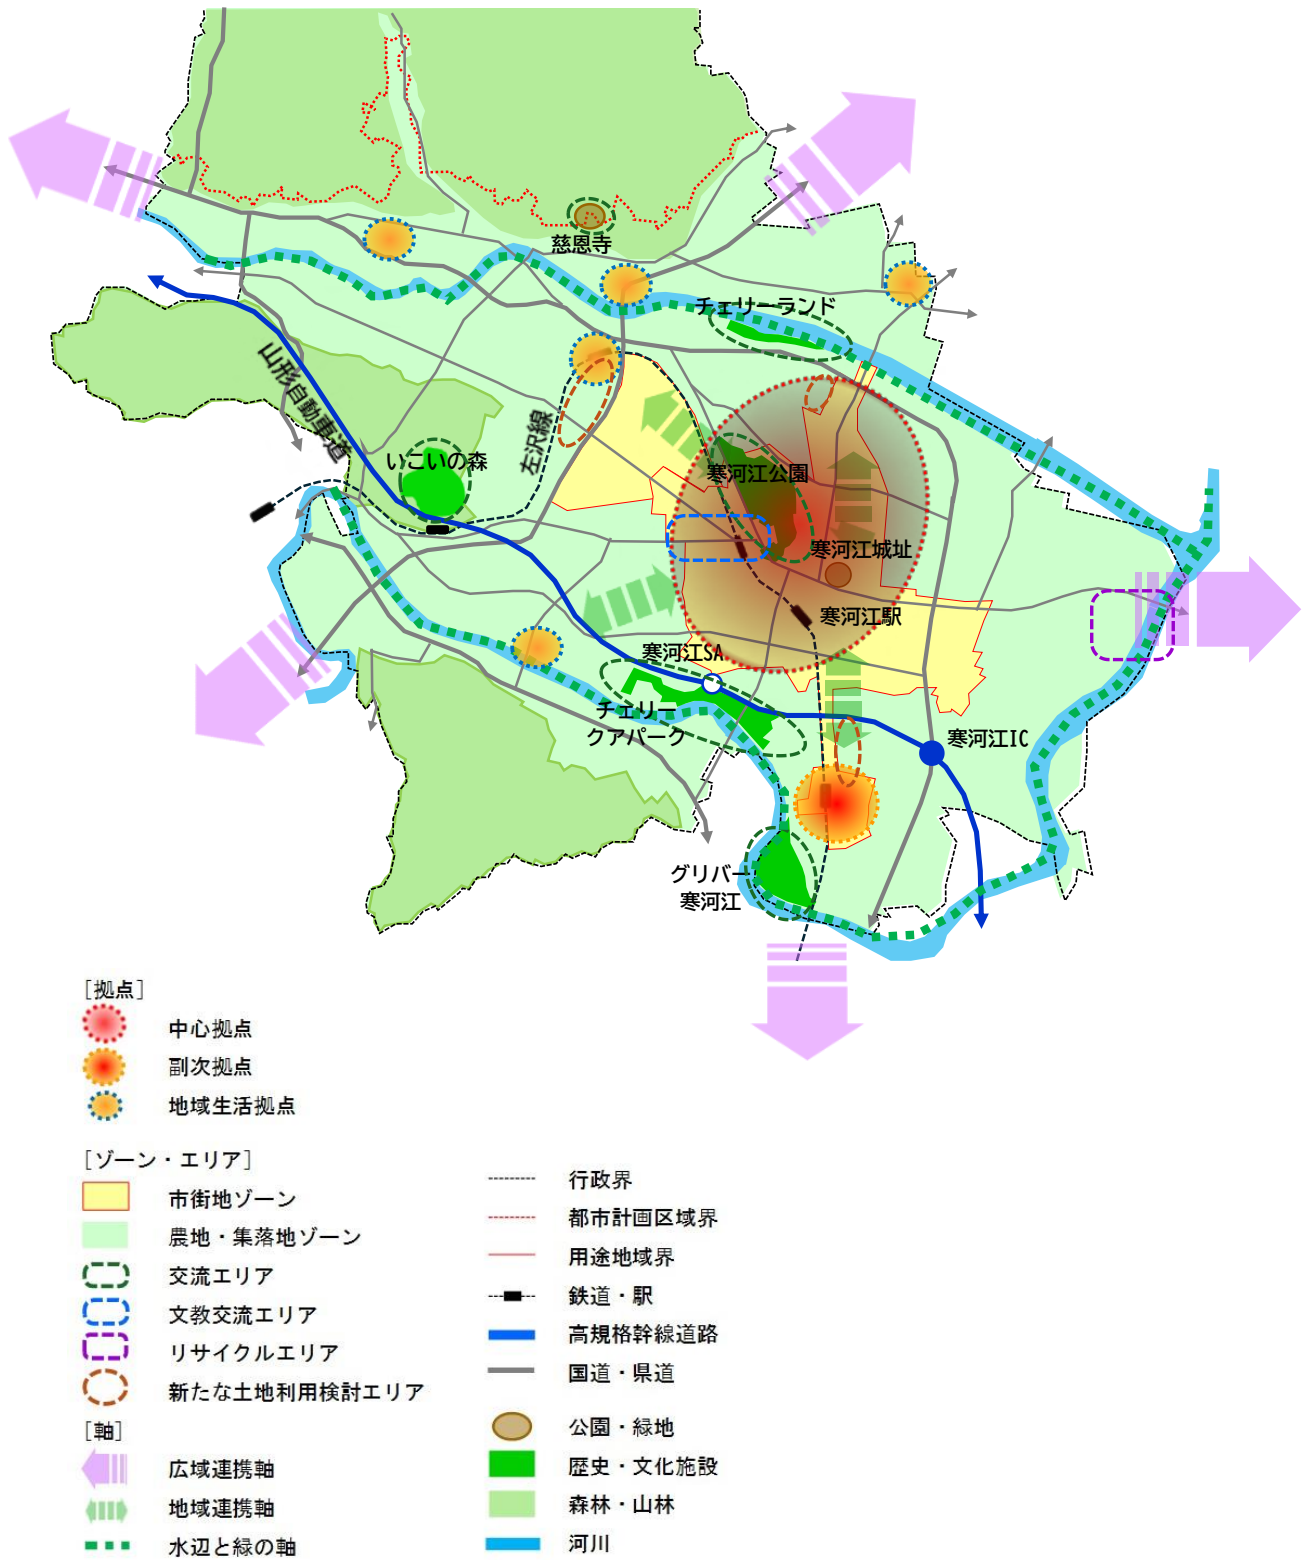 慈恩寺
チェリーランド
山形自動車道
左沢線
いこいの森
寒河江公園
寒河江城址
寒河江駅
寒河江SA
チェリー
クアパーク
寒河江IC
グリバー
寒河江
[拠点]
中心拠点
副次拠点
地域生活拠点
[ゾーン・エリア]
市街地ゾーン
農地・集落地ゾーン
交流エリア
文教交流エリア
リサイクルエリア
新たな土地利用検討エリア
[軸]
広域連携軸
地域連携軸
水辺と緑の軸
行政界
都市計画区域界
用途地域界
鉄道・駅
高規格幹線道路
国道・県道
公園・緑地
歴史・文化施設
森林・山林
河川